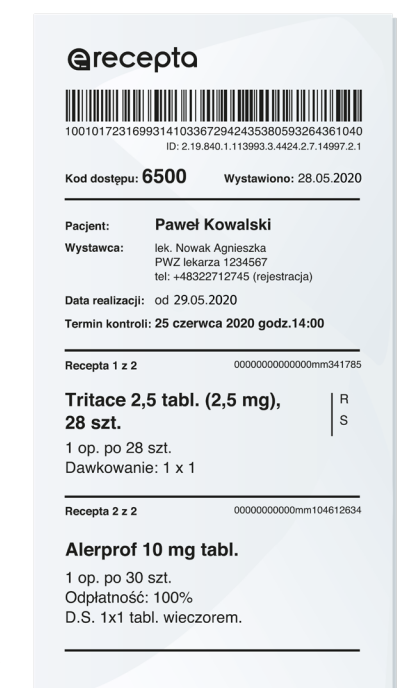 erecepta
10010172316993141033672942435380593264361040
ID: 2.19.840.1.113993.3.4424.2.7.14997.2.1
Kod dostępu: 6500 Wystawiono: 28.05.2020
Pacjent: Paweł Kowalski
Wystawca: lek. Nowak Agnieszka
PWZ lekarza 1234567
tel: +48322712745 (rejestracja)
Data realizacji: od 29.05.2020
Termin kontroli: 25 czerwca 2020 godz.14:00
Recepta 1 z 2 00000000000000mm341785
Tritace 2,5 tabl. (2,5 mg), R
28 szt. S
1 op. po 28 szt.
Dawkowanie: 1 x 1
Recepta 2 z 2 00000000000mm104612634
Alerprof 10 mg tabl.
1 op. po 30 szt.
Odpłatność: 100%
D.S. 1x1 tabl. wieczorem.